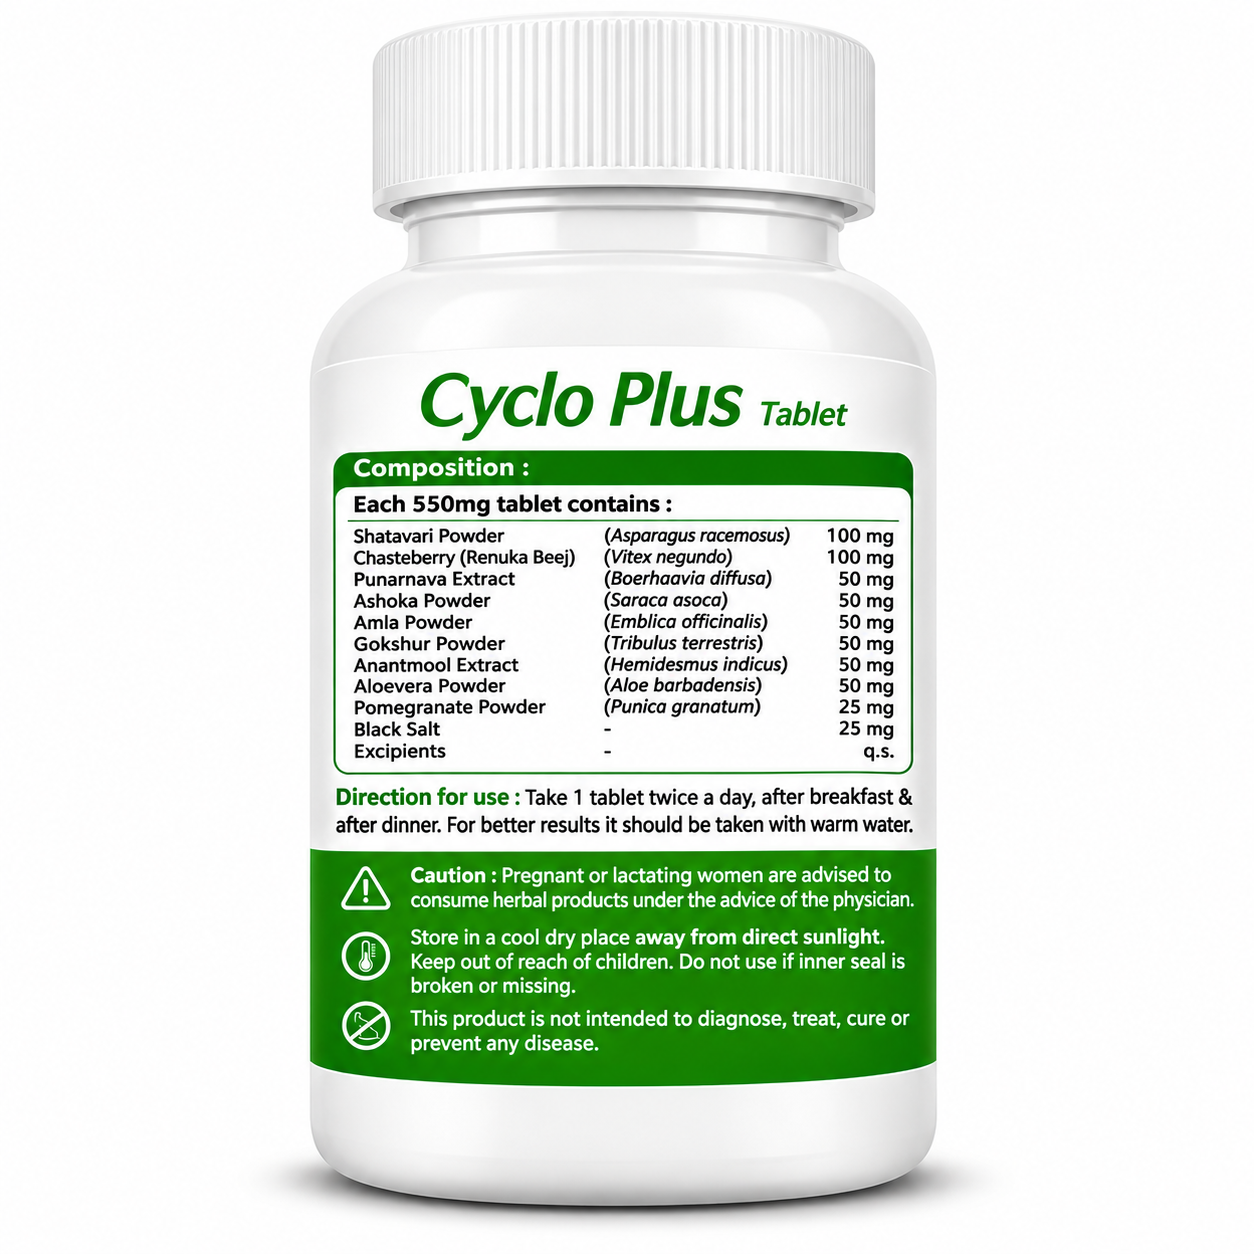 Cyclo Plus Tablet
Composition :
Each 550mg tablet contains :
Shatavari Powder (Asparagus racemosus) 100 mg
Chasteberry (Renuka Beej) (Vitex negundo) 100 mg
Punarnava Extract (Boerhaavia diffusa) 50 mg
Ashoka Powder (Saraca asoca) 50 mg
Amla Powder (Emblica officinalis) 50 mg
Gokshur Powder (Tribulus terrestris) 50 mg
Anantmool Extract (Hemidesmus indicus) 50 mg
Aloevera Powder (Aloe barbadensis) 50 mg
Pomegranate Powder (Punica granatum) 25 mg
Black Salt - 25 mg
Excipients - q.s.
Direction for use : Take 1 tablet twice a day, after breakfast &
after dinner. For better results it should be taken with warm water.
Caution : Pregnant or lactating women are advised to
consume herbal products under the advice of the physician.
Store in a cool dry place away from direct sunlight.
Keep out of reach of children. Do not use if inner seal is
broken or missing.
This product is not intended to diagnose, treat, cure or
prevent any disease.